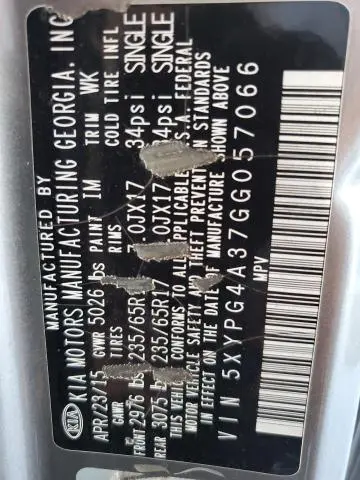 MANUFACTURED BY
KIA KIA MOTORS MANUFACTURING GEORGIA, INC
APR/23/15 GVWR 5026 lbs PAINT IM TRIM WK
GAWR TIRES RIMS COLD TIRE INFL
FRONT 2976 bs 235/65R17 .0JX17 34psi SINGLE
REAR 3075 b 235/65R17 .0JX17 34psi SINGLE
THIS VEHICLE CONFORMS TO ALL APPLICABLE U.S.A. FEDERAL
MOTOR VEHICLE SAFETY AND THEFT PREVENTION STANDARDS
IN EFFECT ON THE DATE OF MANUFACTURE SHOWN ABOVE
VIN 5XYPG4A37GG057066
MPV